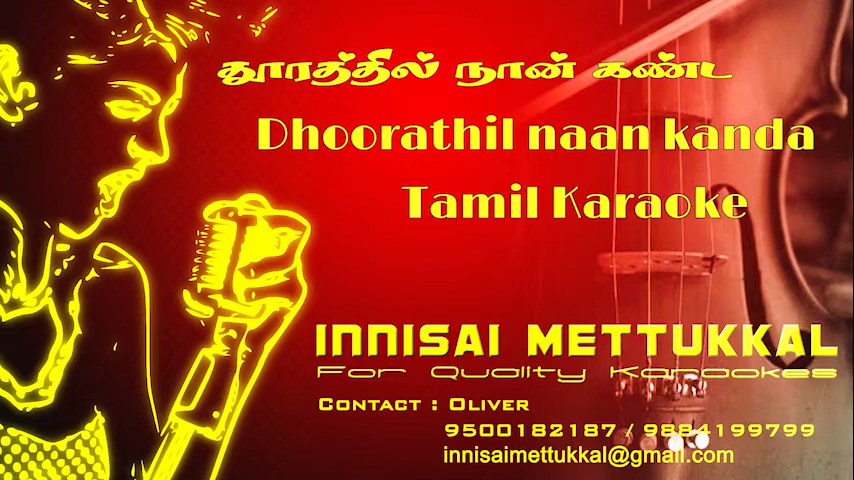 தூரத்தில் நான் கண்ட
Dhoorathil naan kanda
Tamil Karaoke
INNISAI METTUKKAL
For Quality Karaokes
Contact : Oliver
9500182187 / 9884199799
innisaimettukkal@gmail.com